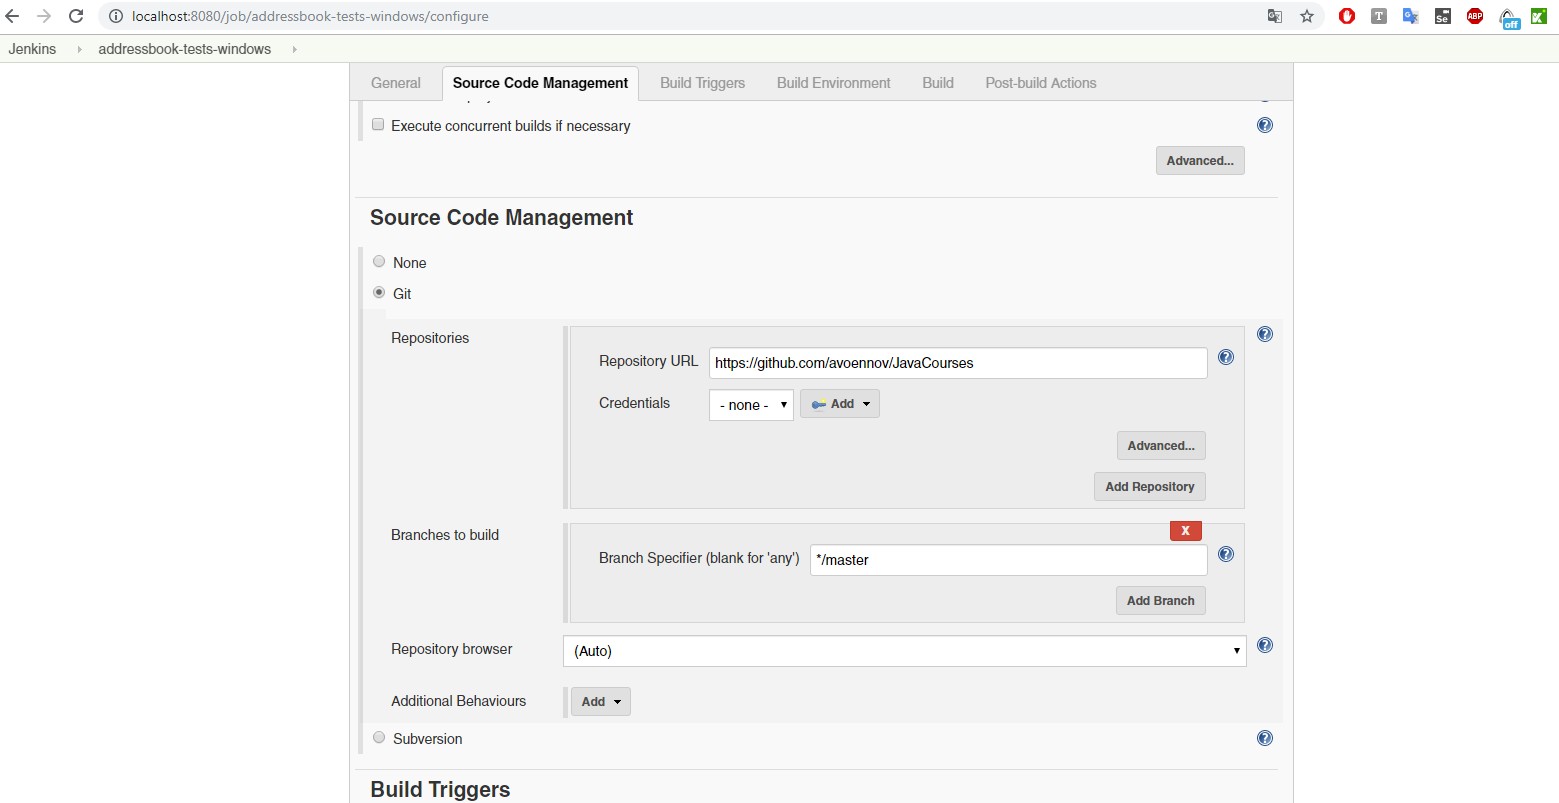 localhost:8080/job/addressbook-tests-windows/configure
T
Se
ABP
off
Jenkins addressbook-tests-windows
General Source Code Management Build Triggers Build Environment Build Post-build Actions
Execute concurrent builds if necessary
Advanced...
Source Code Management
None
Git
Repositories
Repository URL https://github.com/avoennov/JavaCourses
Credentials - none - Add
Advanced...
Add Repository
Branches to build
X
Branch Specifier (blank for 'any') */master
Add Branch
Repository browser (Auto)
Additional Behaviours Add
Subversion
Build Triggers